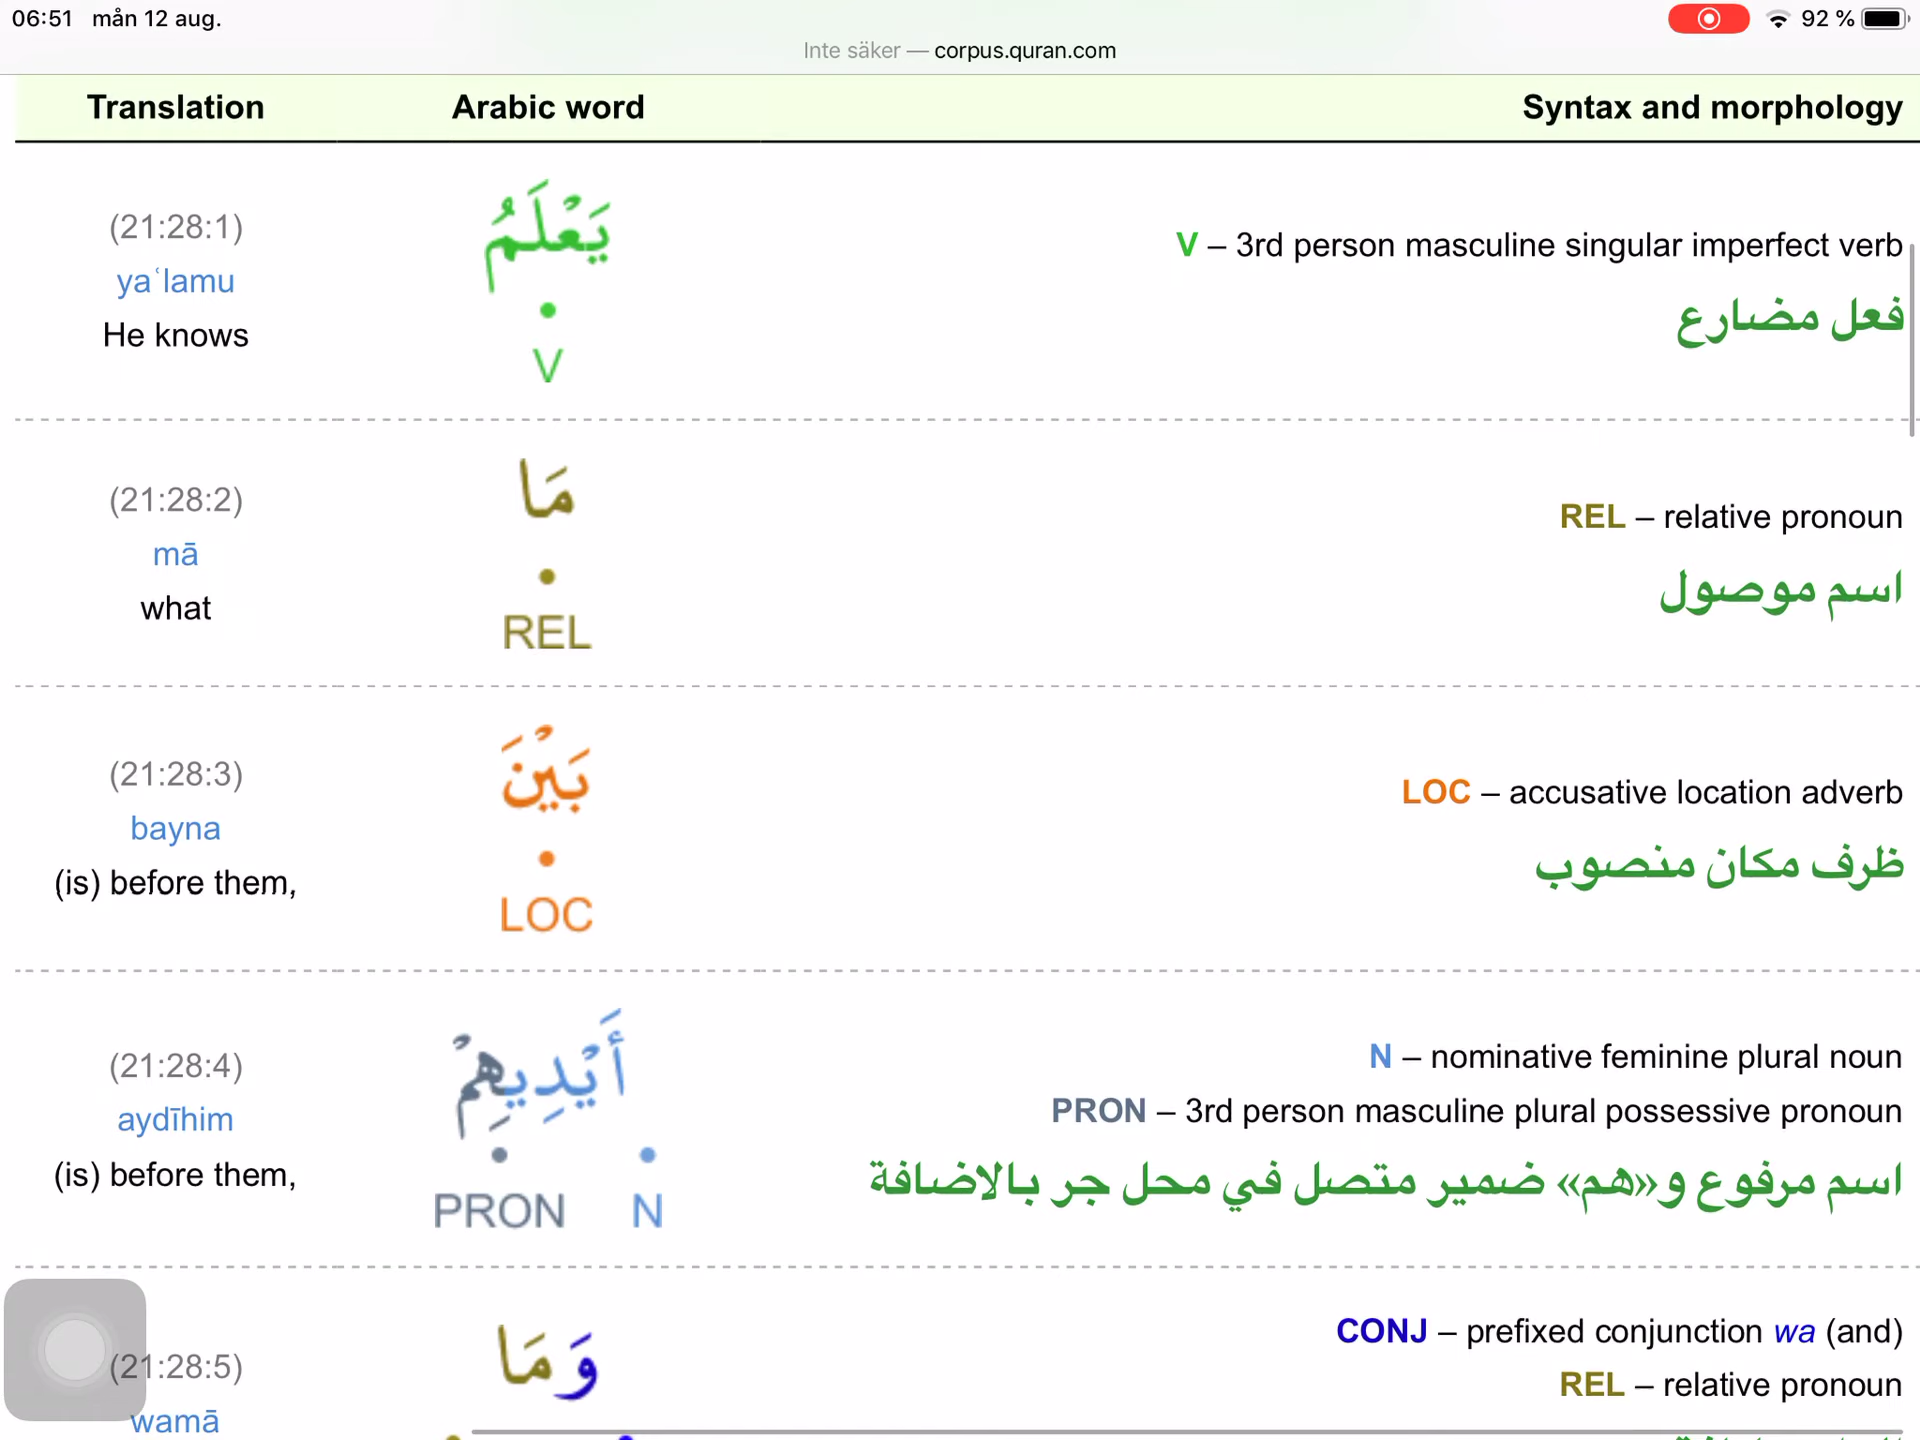 06:51 mån 12 aug.
92 %
Inte säker — corpus.quran.com
Translation Arabic word Syntax and morphology
(21:28:1)
yaʿlamu
He knows
يَعْلَمُ
V
V – 3rd person masculine singular imperfect verb
فعل مضارع
(21:28:2)
mā
what
مَا
REL
REL – relative pronoun
اسم موصول
(21:28:3)
bayna
(is) before them,
بَيْنَ
LOC
LOC – accusative location adverb
ظرف مكان منصوب
(21:28:4)
aydīhim
(is) before them,
أَيْدِيهِمْ
PRON N
N – nominative feminine plural noun
PRON – 3rd person masculine plural possessive pronoun
اسم مرفوع و«هم» ضمير متصل في محل جر بالاضافة
(21:28:5)
wamā
وَمَا
CONJ – prefixed conjunction wa (and)
REL – relative pronoun